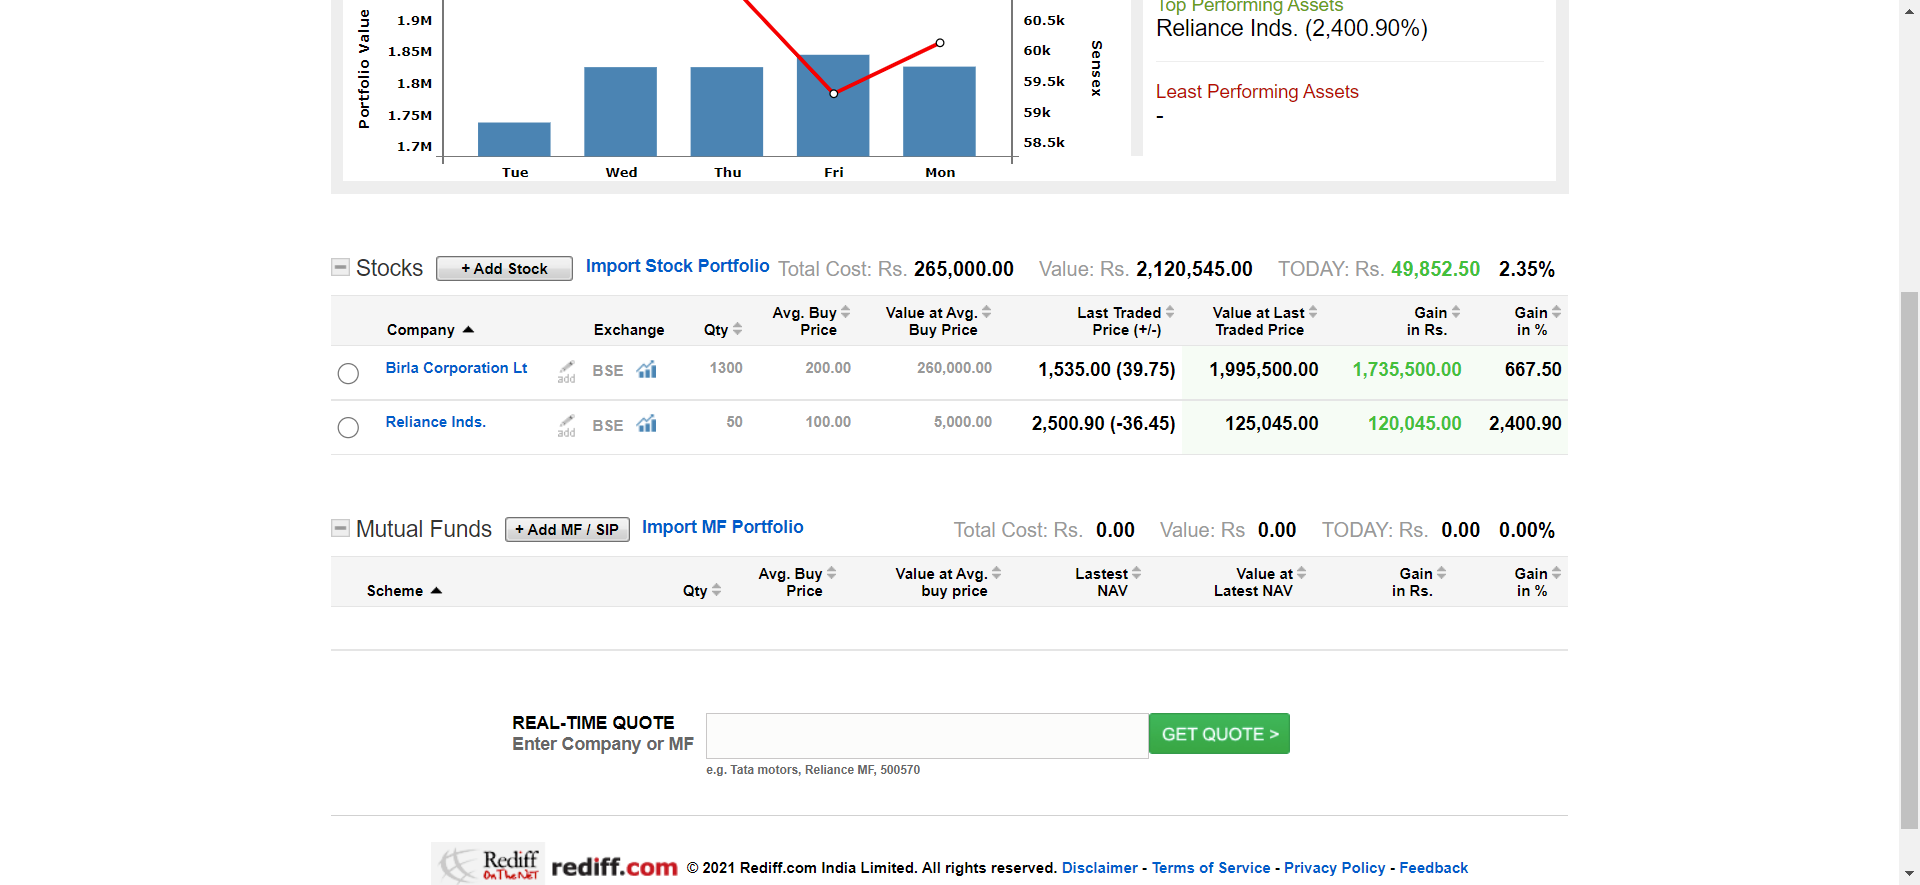 Top Performing Assets
Reliance Inds. (2,400.90%)
Least Performing Assets
-
Portfolio Value
1.9M
1.85M
1.8M
1.75M
1.7M
60.5k
60k
59.5k
59k
58.5k
Sensex
Tue Wed Thu Fri Mon
Stocks + Add Stock Import Stock Portfolio Total Cost: Rs. 265,000.00 Value: Rs. 2,120,545.00 TODAY: Rs. 49,852.50 2.35%
Company Exchange Qty Avg. Buy Price Value at Avg. Buy Price Last Traded Price (+/-) Value at Last Traded Price Gain in Rs. Gain in %
Birla Corporation Lt add BSE 1300 200.00 260,000.00 1,535.00 (39.75) 1,995,500.00 1,735,500.00 667.50
Reliance Inds. add BSE 50 100.00 5,000.00 2,500.90 (-36.45) 125,045.00 120,045.00 2,400.90
Mutual Funds + Add MF / SIP Import MF Portfolio Total Cost: Rs. 0.00 Value: Rs 0.00 TODAY: Rs. 0.00 0.00%
Scheme Qty Avg. Buy Price Value at Avg. buy price Lastest NAV Value at Latest NAV Gain in Rs. Gain in %
REAL-TIME QUOTE
Enter Company or MF
GET QUOTE >
e.g. Tata motors, Reliance MF, 500570
Rediff
On The NeT
rediff.com © 2021 Rediff.com India Limited. All rights reserved. Disclaimer - Terms of Service - Privacy Policy - Feedback